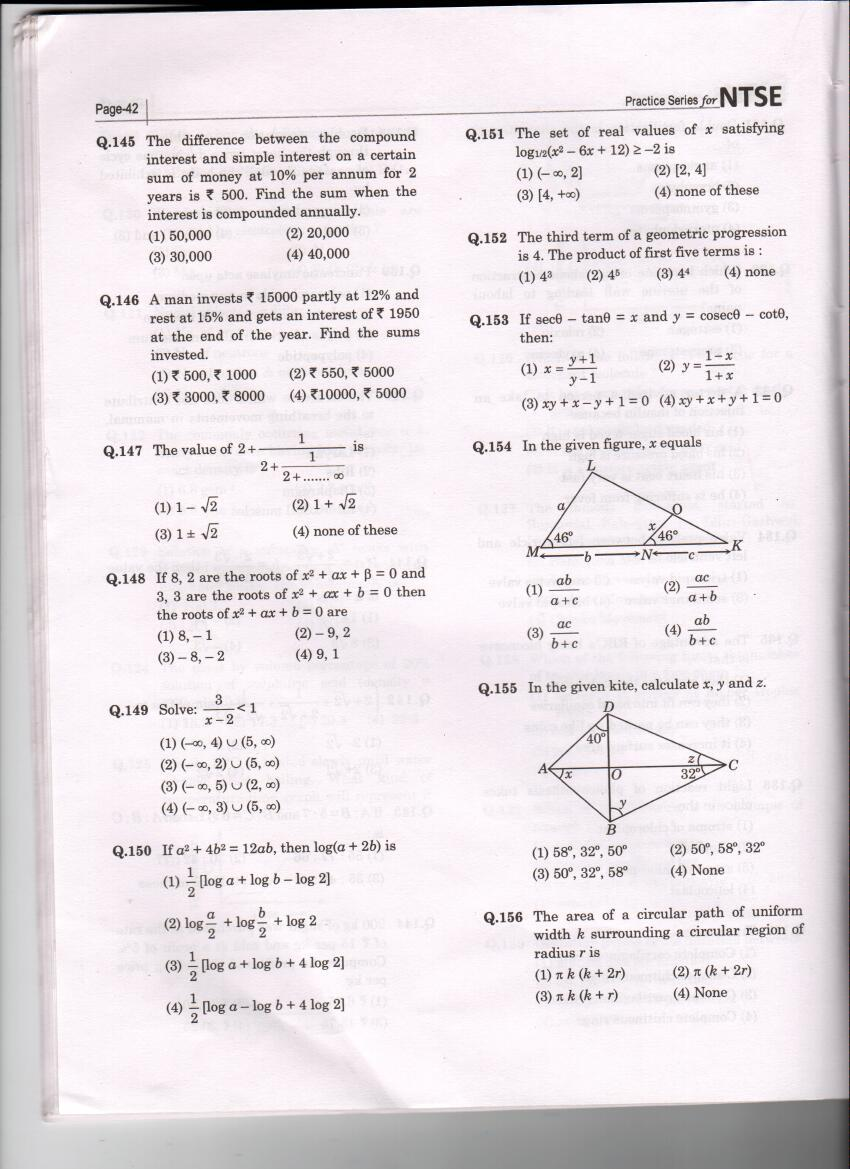 Page-42
Practice Series for NTSE
Q.145 The difference between the compound
interest and simple interest on a certain
sum of money at 10% per annum for 2
years is ₹ 500. Find the sum when the
interest is compounded annually.
(1) 50,000 (2) 20,000
(3) 30,000 (4) 40,000
Q.146 A man invests ₹ 15000 partly at 12% and
rest at 15% and gets an interest of ₹ 1950
at the end of the year. Find the sums
invested.
(1) ₹ 500, ₹ 1000 (2) ₹ 550, ₹ 5000
(3) ₹ 3000, ₹ 8000 (4) ₹10000, ₹ 5000
Q.147 The value of 2+ 1/(2+ 1/(2+ ....... ∞)) is
(1) 1 – √2 (2) 1 + √2
(3) 1 ± √2 (4) none of these
Q.148 If 8, 2 are the roots of x² + ax + β = 0 and
3, 3 are the roots of x² + αx + b = 0 then
the roots of x² + ax + b = 0 are
(1) 8, – 1 (2) – 9, 2
(3) – 8, – 2 (4) 9, 1
Q.149 Solve: 3/(x – 2) < 1
(1) (–∞, 4) ∪ (5, ∞)
(2) (– ∞, 2) ∪ (5, ∞)
(3) (– ∞, 5) ∪ (2, ∞)
(4) (– ∞, 3) ∪ (5, ∞)
Q.150 If a² + 4b² = 12ab, then log(a + 2b) is
(1) 1/2 [log a + log b – log 2]
(2) log a/2 + log b/2 + log 2
(3) 1/2 [log a + log b + 4 log 2]
(4) 1/2 [log a – log b + 4 log 2]
Q.151 The set of real values of x satisfying
log1/2(x² – 6x + 12) ≥ –2 is
(1) (– ∞, 2] (2) [2, 4]
(3) [4, +∞) (4) none of these
Q.152 The third term of a geometric progression
is 4. The product of first five terms is :
(1) 4³ (2) 4⁵ (3) 4⁴ (4) none
Q.153 If secθ – tanθ = x and y = cosecθ – cotθ,
then:
(1) x = (y+1)/(y–1) (2) y = (1–x)/(1+x)
(3) xy + x – y + 1 = 0 (4) xy + x + y + 1 = 0
Q.154 In the given figure, x equals
L
a
O
x
46° 46°
M b N c K
(1) ab/(a+c) (2) ac/(a+b)
(3) ac/(b+c) (4) ab/(b+c)
Q.155 In the given kite, calculate x, y and z.
D
40°
z
A x O 32° C
y
B
(1) 58°, 32°, 50° (2) 50°, 58°, 32°
(3) 50°, 32°, 58° (4) None
Q.156 The area of a circular path of uniform
width k surrounding a circular region of
radius r is
(1) π k (k + 2r) (2) π (k + 2r)
(3) π k (k + r) (4) None